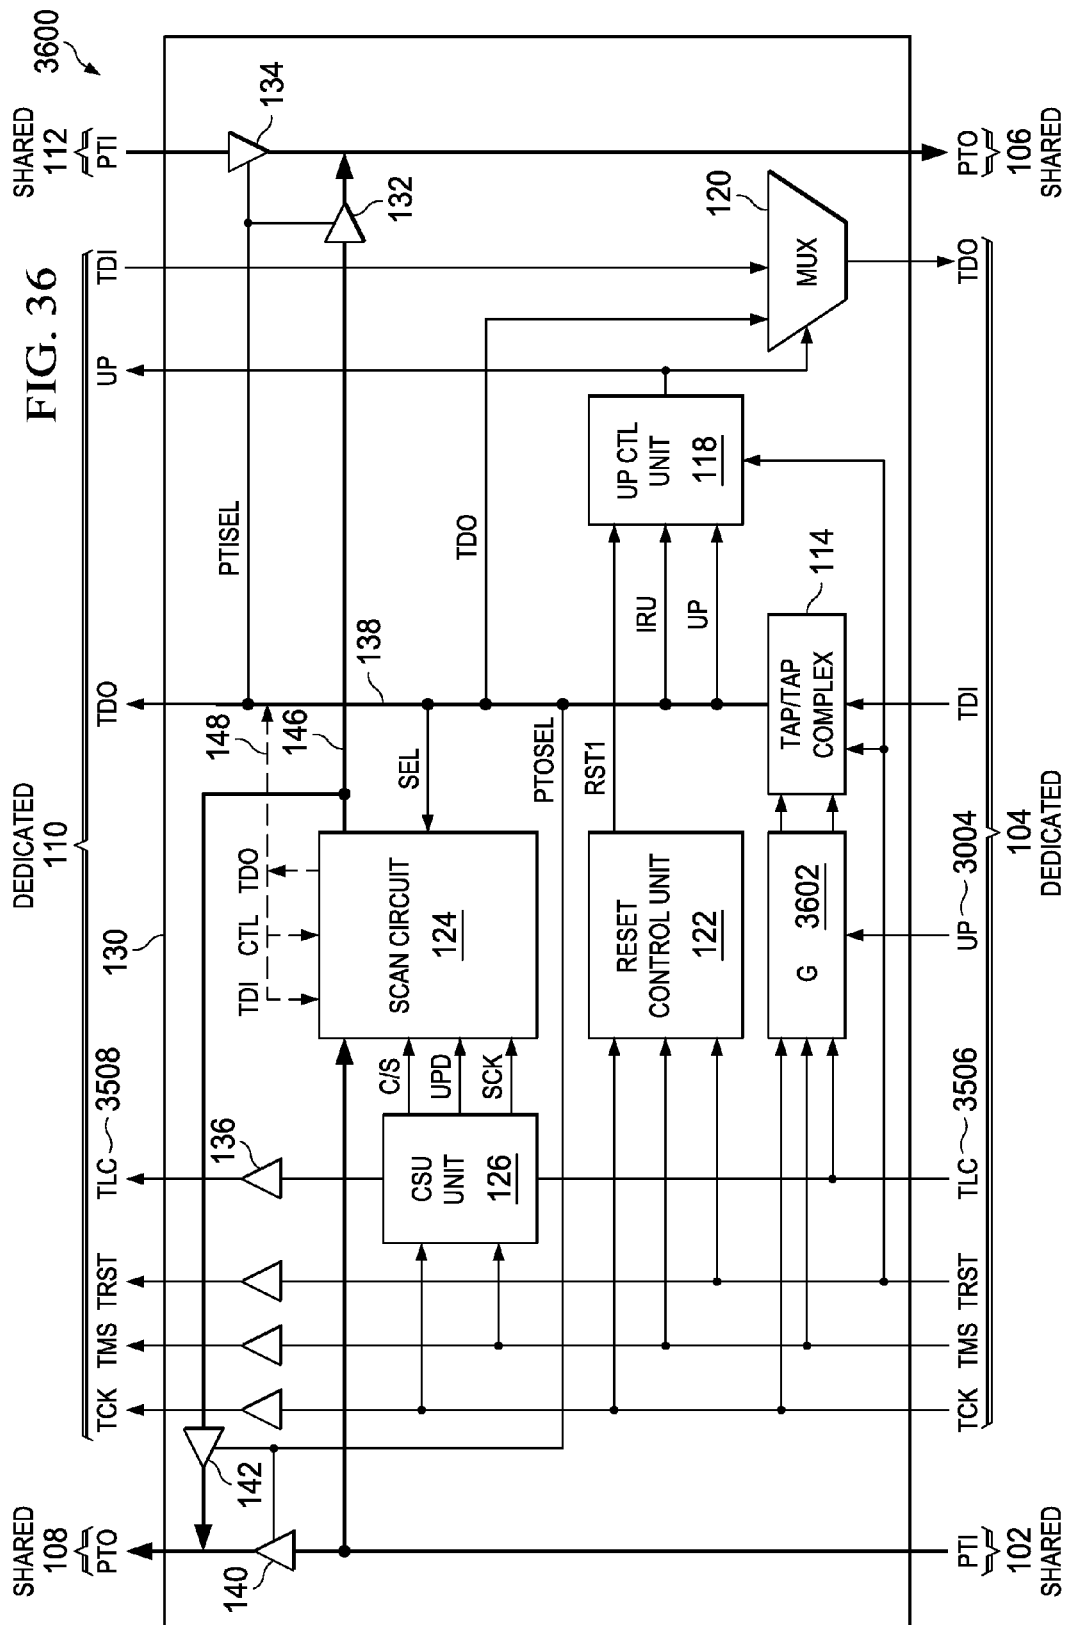 FIG. 36
3600
SHARED
108
PTO
DEDICATED
110
TCK
TMS
TRST
TLC
3508
TDO
UP
TDI
SHARED
112
PTI
130
140
142
136
148
146
138
PTISEL
134
132
TDI
CTL
TDO
C/S
UPD
SCK
CSU
UNIT
126
SCAN CIRCUIT
124
SEL
TDO
PTOSEL
RST1
IRU
UP
RESET
CONTROL UNIT
122
UP CTL
UNIT
118
G
3602
TAP/TAP
COMPLEX
114
MUX
120
PTI
102
SHARED
TCK
TMS
TRST
TLC
3506
UP
3004
TDI
TDO
104
DEDICATED
PTO
106
SHARED